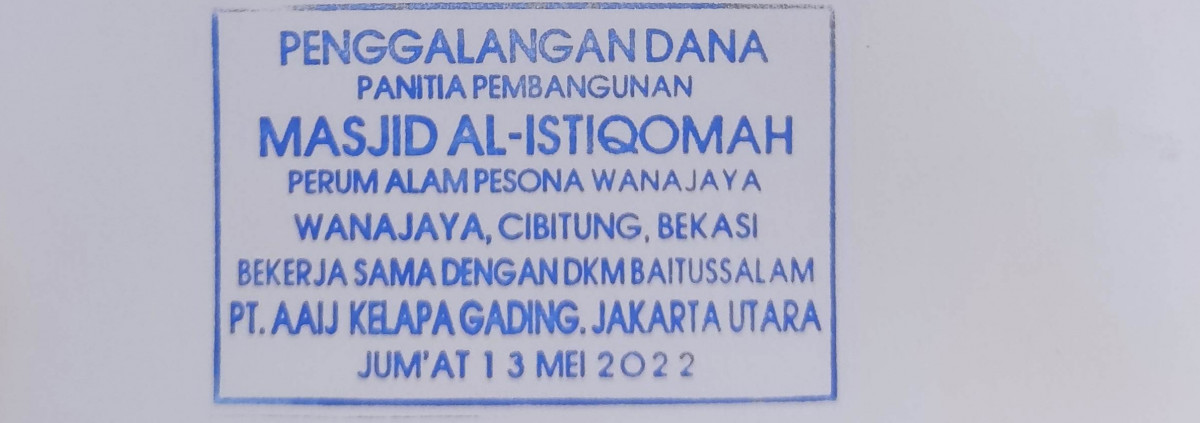 PENGGALANGAN DANA
PANITIA PEMBANGUNAN
MASJID AL-ISTIQOMAH
PERUM ALAM PESONA WANAJAYA
WANAJAYA, CIBITUNG, BEKASI
BEKERJA SAMA DENGAN DKM BAITUSSALAM
PT. AAIJ KELAPA GADING. JAKARTA UTARA
JUM'AT 13 MEI 2022